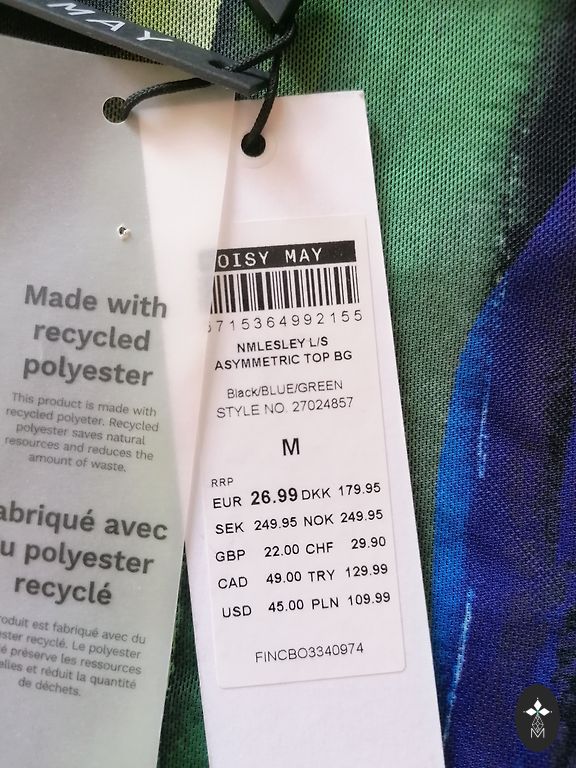 MAY
Made with
recycled
polyester
This product is made with
recycled polyeter. Recycled
polyester saves natural
resources and reduces the
amount of waste.
abriqué avec
u polyester
recyclé
roduit est fabriqué avec du
ester recyclé. Le polyester
é préserve les ressources
elles et réduit la quantité
de déchets.
OISY MAY
5715364992155
NMLESLEY L/S
ASYMMETRIC TOP BG
Black/BLUE/GREEN
STYLE NO. 27024857
M
RRP
EUR 26.99 DKK 179.95
SEK 249.95 NOK 249.95
GBP 22.00 CHF 29.90
CAD 49.00 TRY 129.99
USD 45.00 PLN 109.99
FINCBO3340974
M